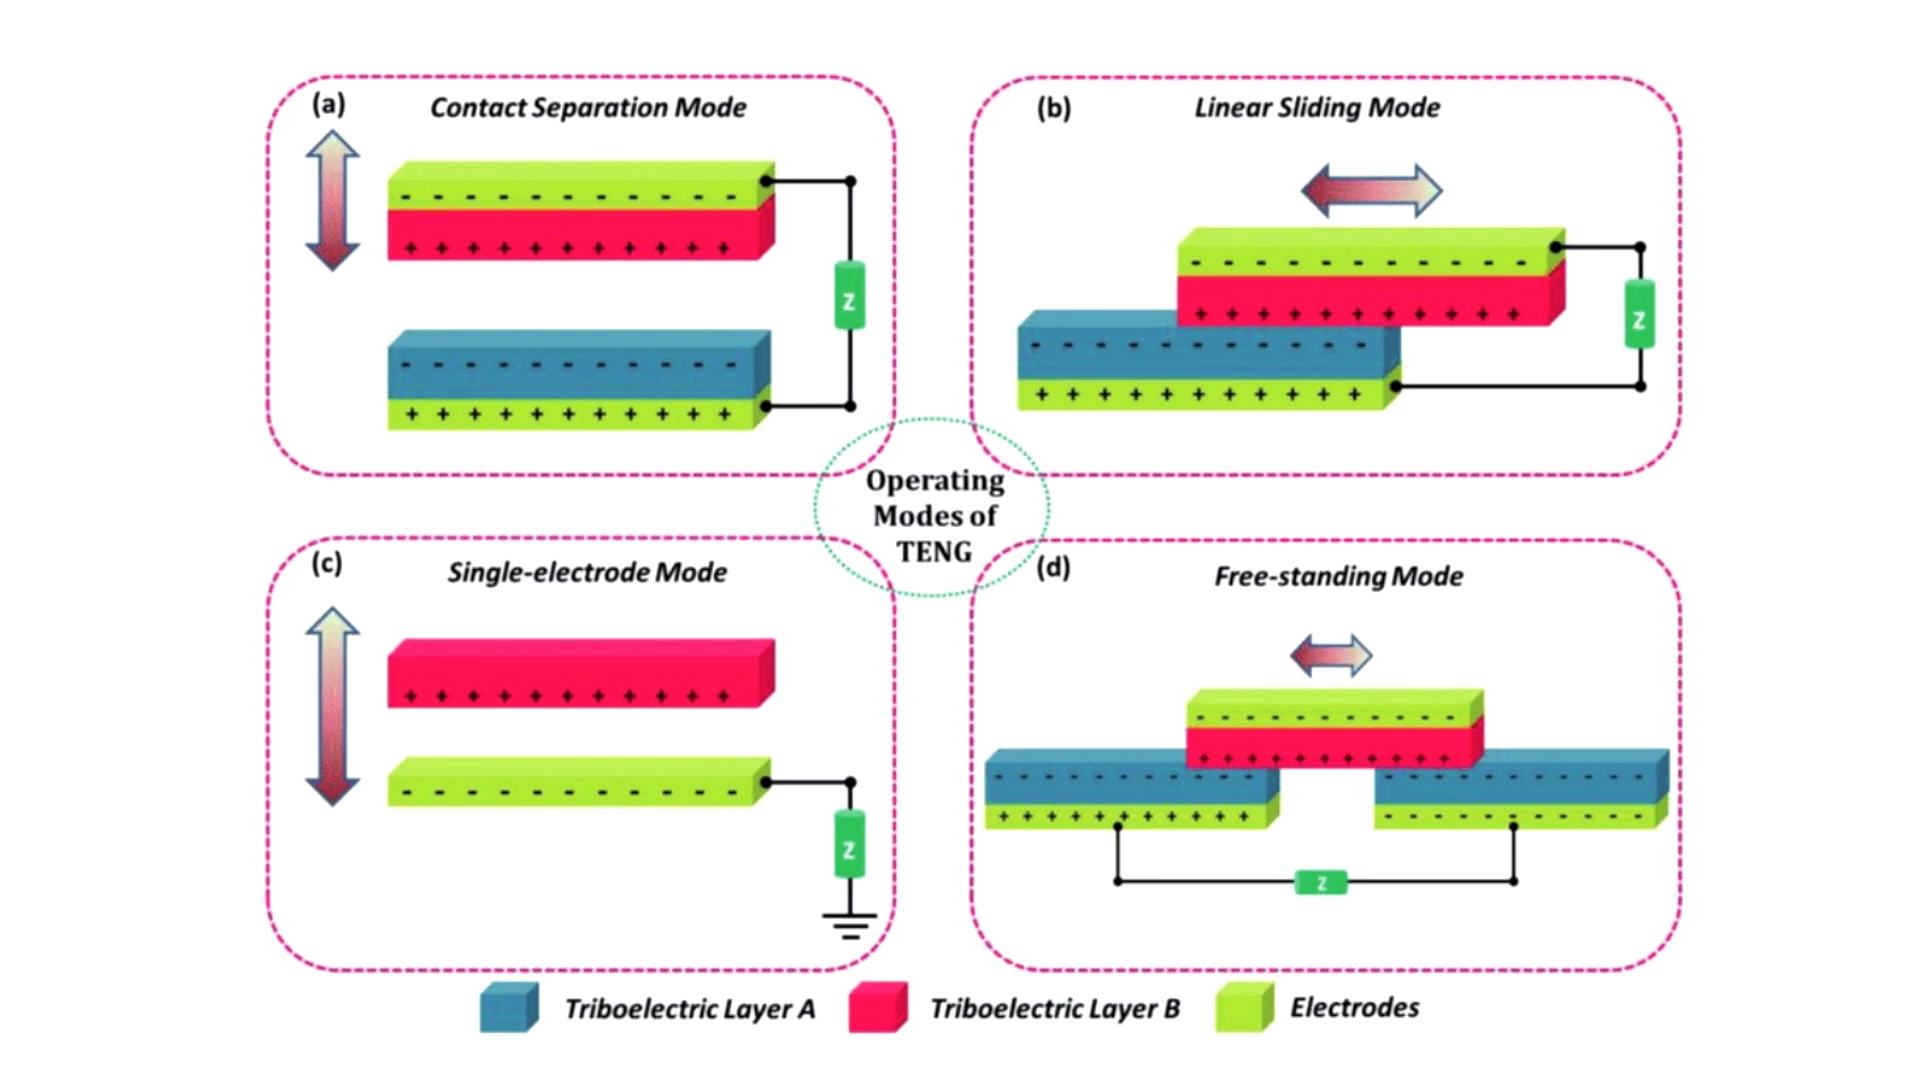 (a)
Contact Separation Mode
- - - - - - - - - - -
+ + + + + + + + + + +
Z
- - - - - - - - - - -
+ + + + + + + + + + +
(b)
Linear Sliding Mode
- - - - - - - - - - -
+ + + + + + + + + + +
Z
- - - - - - - - - - -
+ + + + + + + + + + +
Operating
Modes of
TENG
(c)
Single-electrode Mode
+ + + + + + + + + + +
- - - - - - - - - - -
Z
(d)
Free-standing Mode
- - - - - - - - - - -
+ + + + + + + + + + +
- - - - - - - - - - -
- - - - - - - - - - -
+ + + + + + + + + + +
- - - - - - - - - - -
Z
Triboelectric Layer A
Triboelectric Layer B
Electrodes